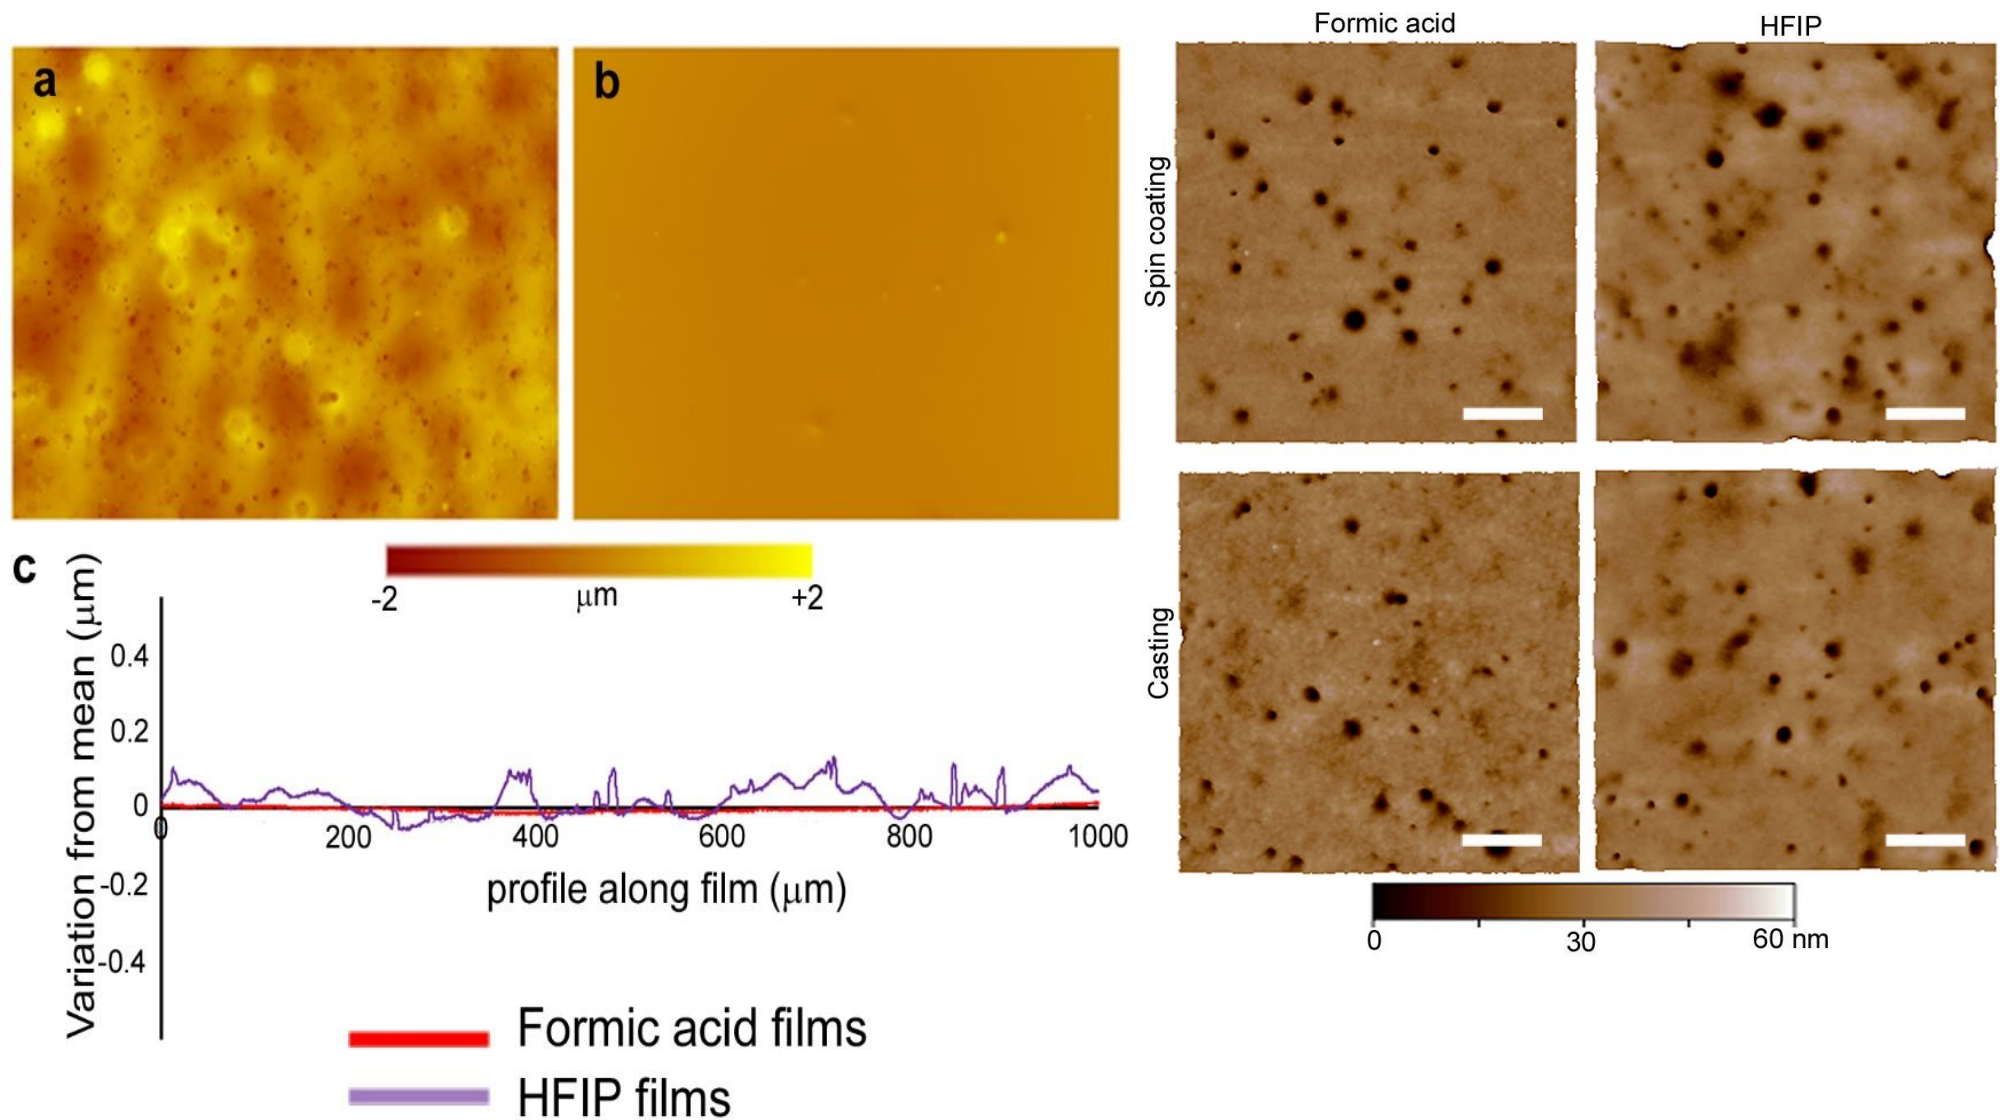 a
b
-2
μm
+2
c
Variation from mean (μm)
0.4
0.2
0
-0.2
-0.4
0
200
400
600
800
1000
profile along film (μm)
Formic acid films
HFIP films
Formic acid
HFIP
Spin coating
Casting
0
30
60 nm